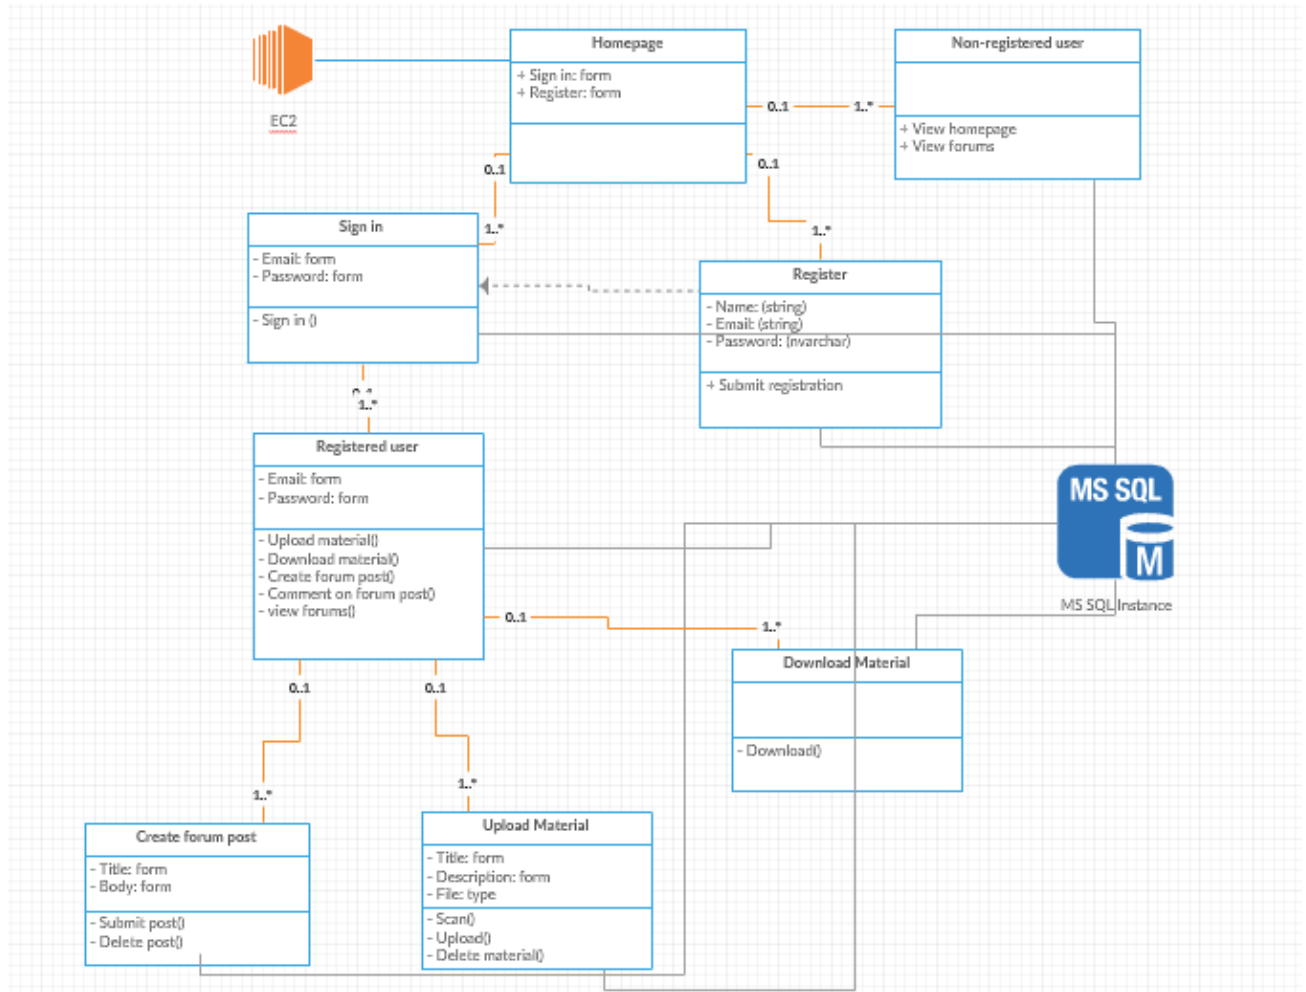 EC2
Homepage
+ Sign in: form
+ Register: form
Non-registered user
+ View homepage
+ View forums
0..1
1..*
0..1
1..*
0..1
1..*
Sign in
- Email: form
- Password: form
- Sign in ()
Register
- Name: (string)
- Email: (string)
- Password: (nvarchar)
+ Submit registration
1..*
Registered user
- Email: form
- Password: form
- Upload material()
- Download material()
- Create forum post()
- Comment on forum post()
- view forums()
MS SQL
M
MS SQL Instance
0..1
1..*
Download Material
- Download()
0..1
0..1
1..*
1..*
Create forum post
- Title: form
- Body: form
- Submit post()
- Delete post()
Upload Material
- Title: form
- Description: form
- File: type
- Scan()
- Upload()
- Delete material()